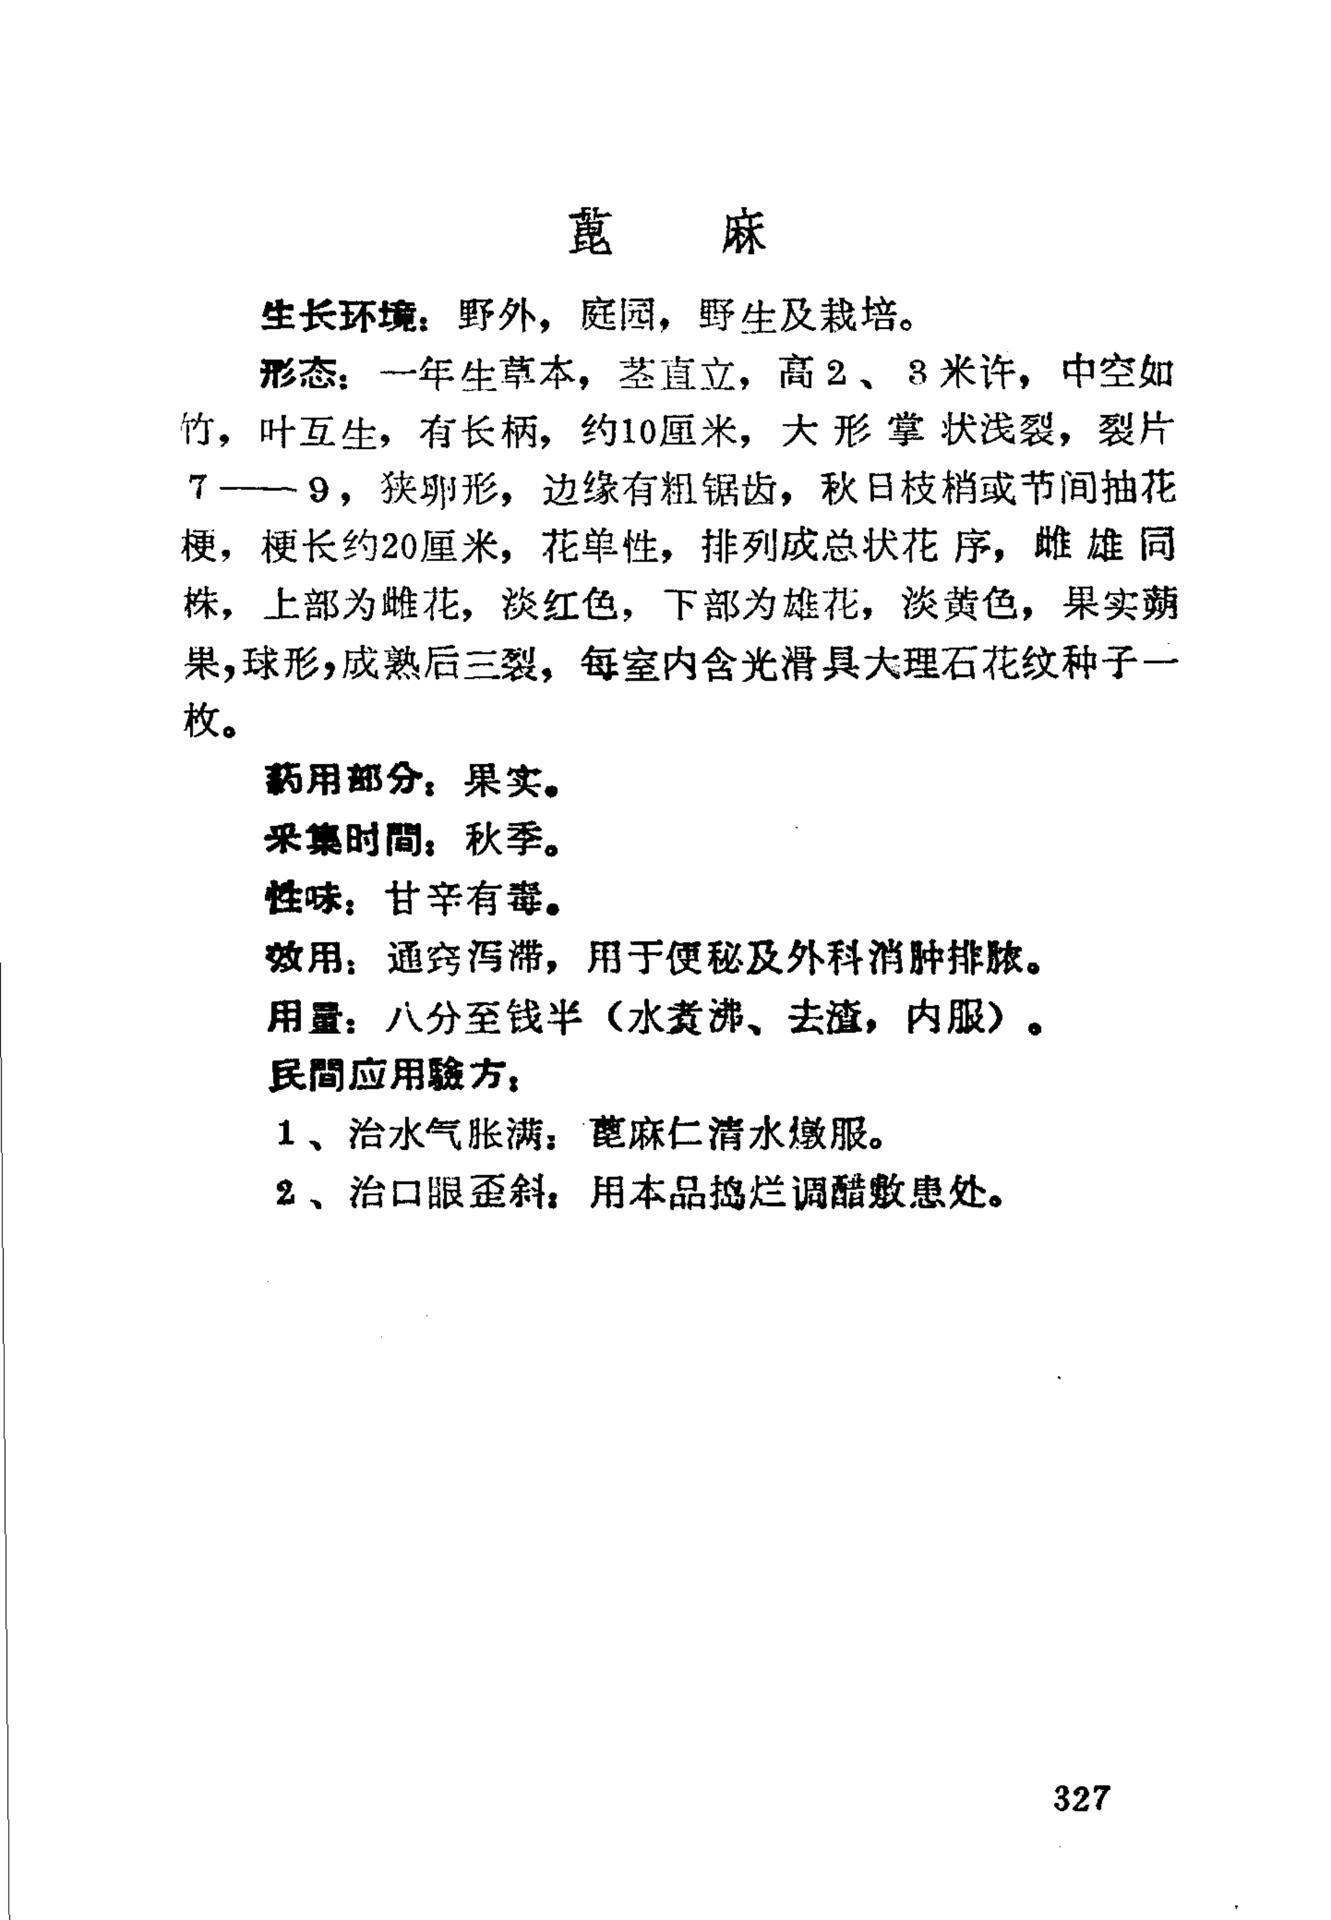 蓖 麻
生长环境：野外，庭园，野生及栽培。
形态：一年生草本，茎直立，高2、3米许，中空如
竹，叶互生，有长柄，约10厘米，大形掌状浅裂，裂片
7——9，狭卵形，边缘有粗锯齿，秋日枝梢或节间抽花
梗，梗长约20厘米，花单性，排列成总状花序，雌雄同
株，上部为雌花，淡红色，下部为雄花，淡黄色，果实蒴
果，球形，成熟后三裂，每室内含光滑具大理石花纹种子一
枚。
药用部分：果实。
采集时間：秋季。
性味：甘辛有毒。
效用：通窍泻滞，用于便秘及外科消肿排脓。
用量：八分至钱半（水煮沸、去渣，内服）。
民間应用驗方：
1、治水气胀满：蓖麻仁清水燉服。
2、治口眼歪斜：用本品捣烂调醋敷患处。
327